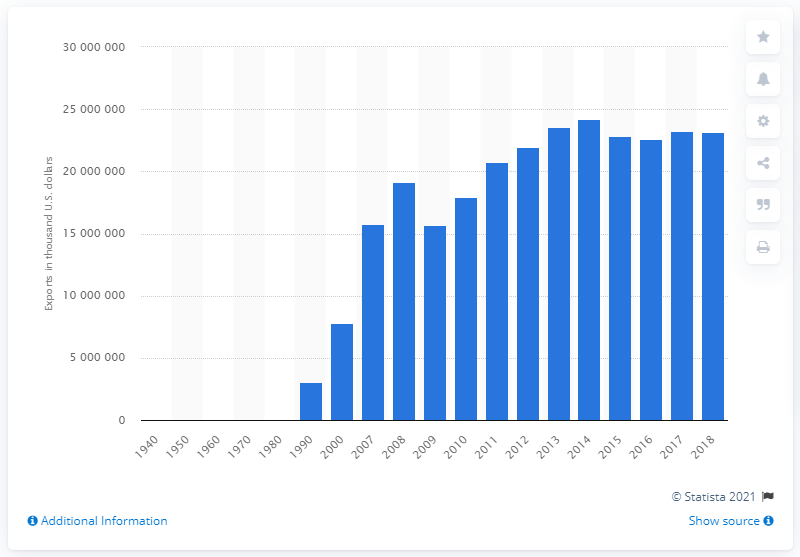 30 000 000
25 000 000
20 000 000
15 000 000
10 000 000
5 000 000
0
Exports in thousand U.S. dollars
1940 1950 1960 1970 1980 1990 2000 2007 2008 2009 2010 2011 2012 2013 2014 2015 2016 2017 2018
© Statista 2021
Additional Information
Show source